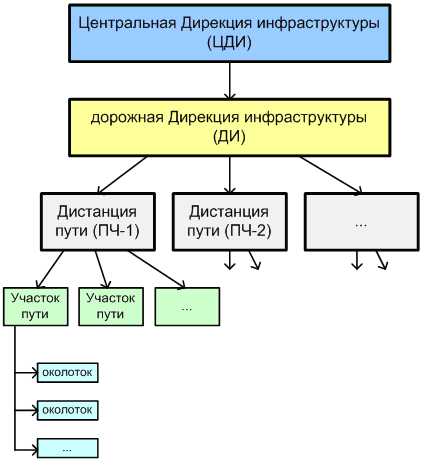 Центральная Дирекция инфраструктуры
(ЦДИ)
дорожная Дирекция инфраструктуры
(ДИ)
Дистанция
пути (ПЧ-1)
Дистанция
пути (ПЧ-2)
...
Участок
пути
Участок
пути
...
околоток
околоток
...